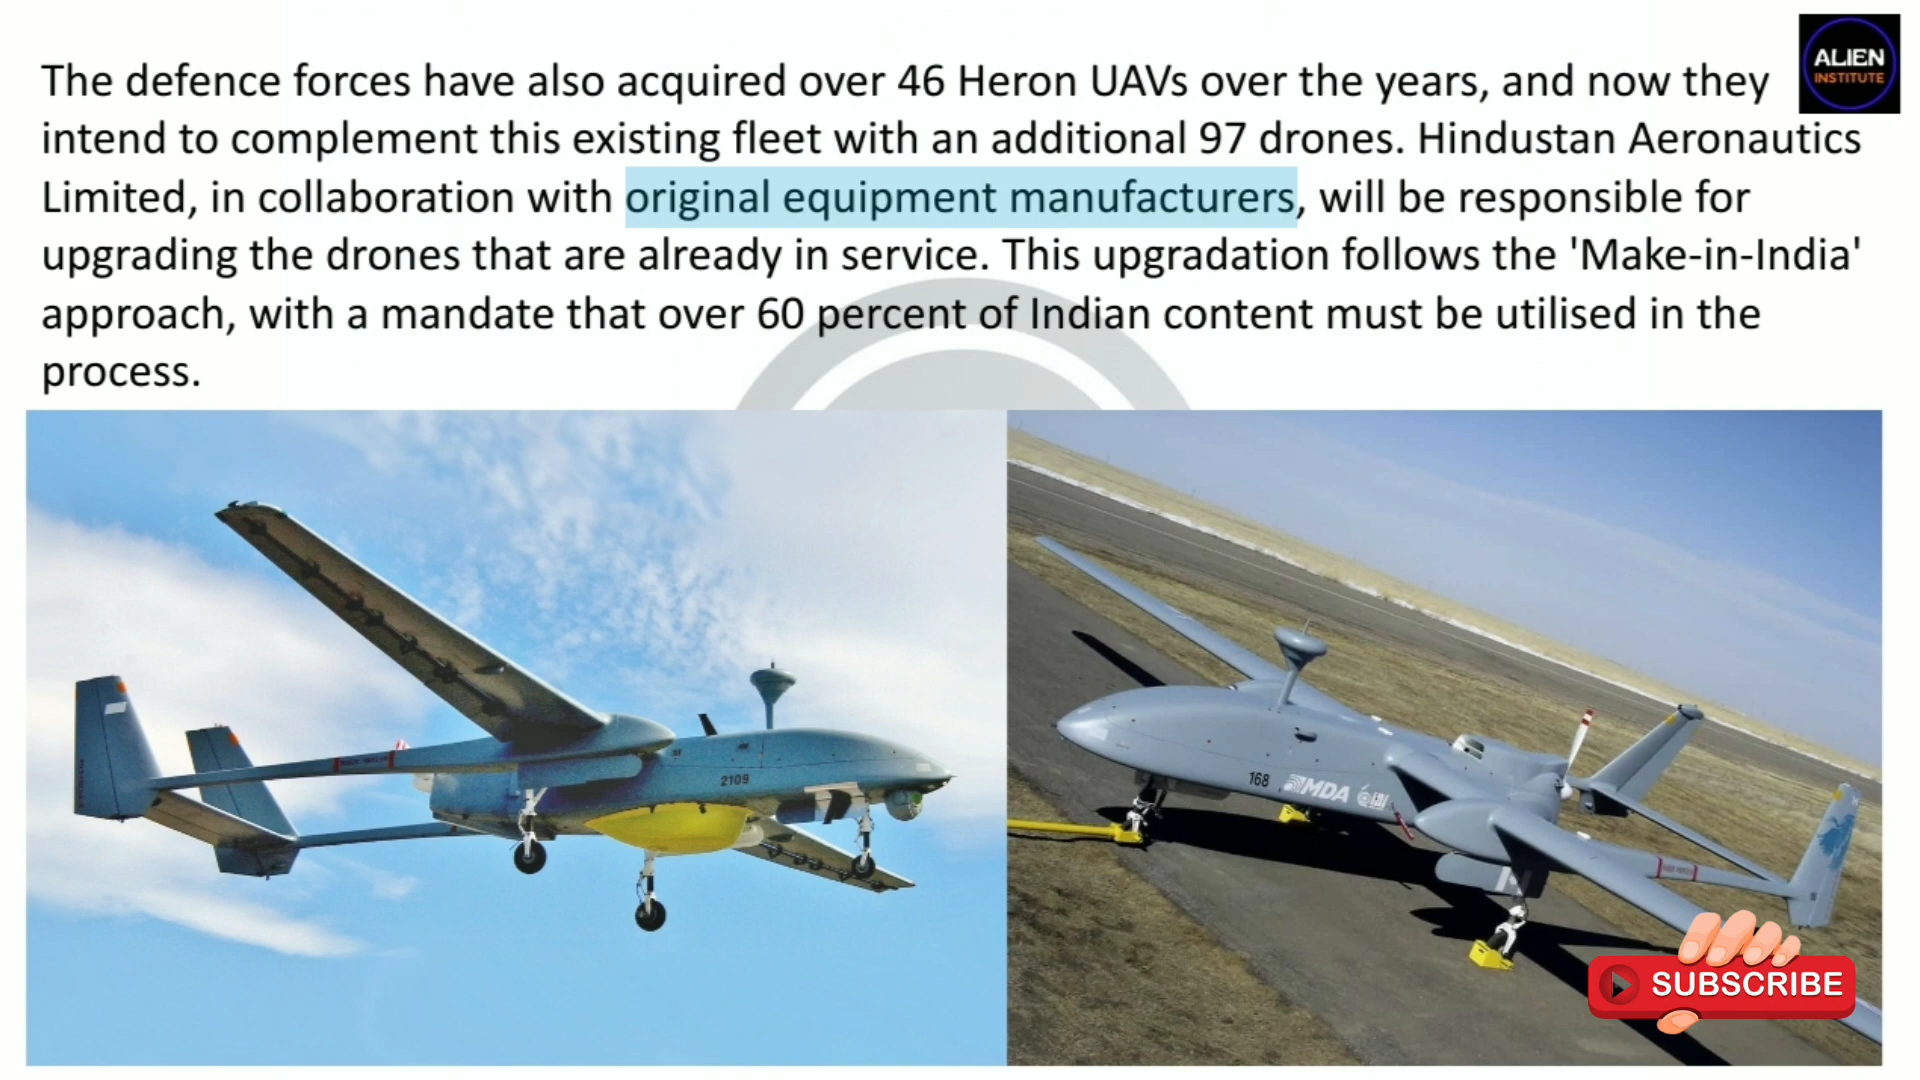 The defence forces have also acquired over 46 Heron UAVs over the years, and now they
intend to complement this existing fleet with an additional 97 drones. Hindustan Aeronautics
Limited, in collaboration with original equipment manufacturers, will be responsible for
upgrading the drones that are already in service. This upgradation follows the 'Make-in-India'
approach, with a mandate that over 60 percent of Indian content must be utilised in the
process.
ALIEN
INSTITUTE
2109
168
MDA
SUBSCRIBE